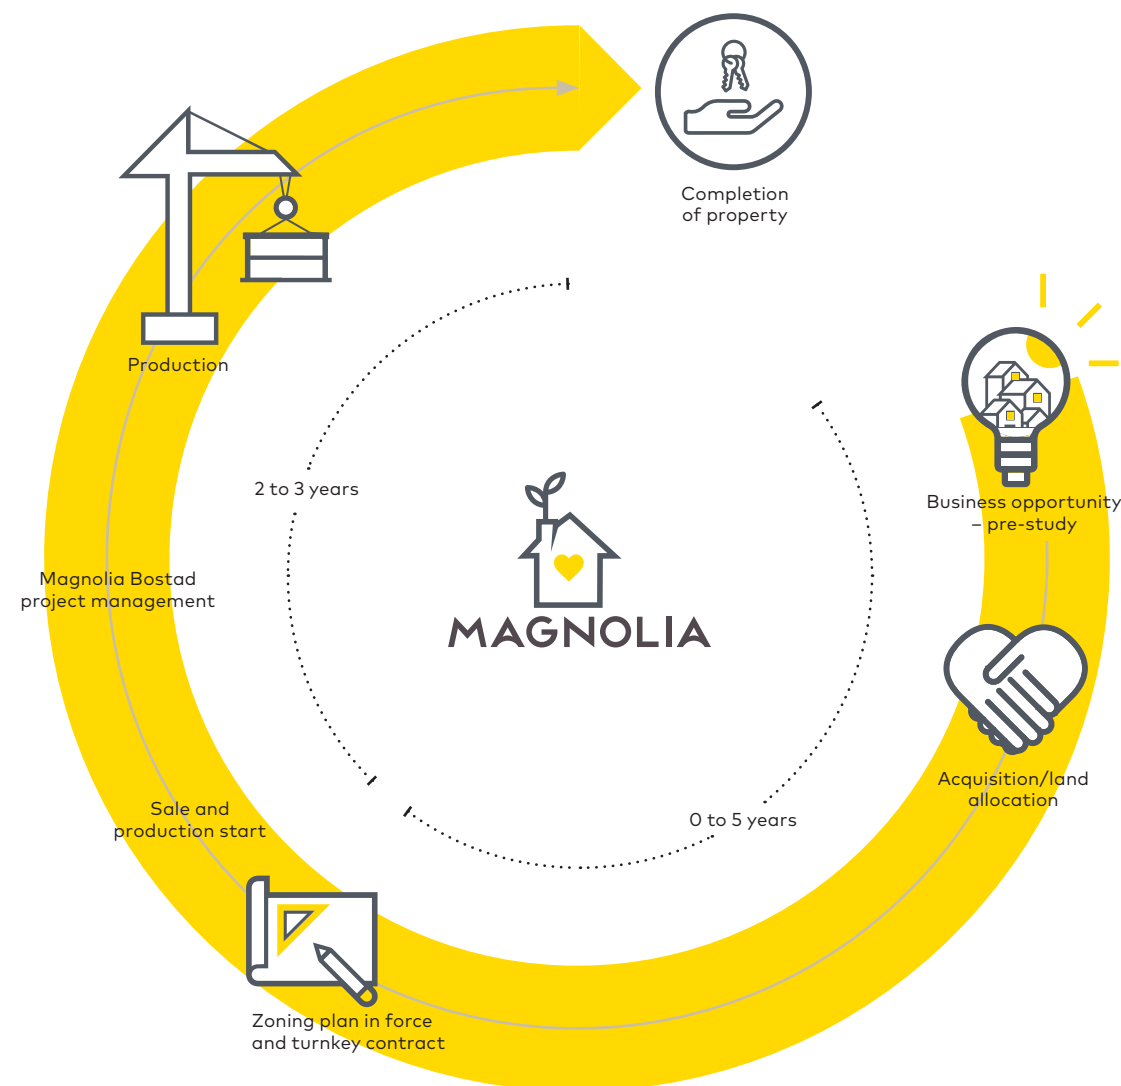 Completion
of property
Production
2 to 3 years
Business opportunity
– pre-study
Magnolia Bostad
project management
MAGNOLIA
Acquisition/land
allocation
Sale and
production start
0 to 5 years
Zoning plan in force
and turnkey contract